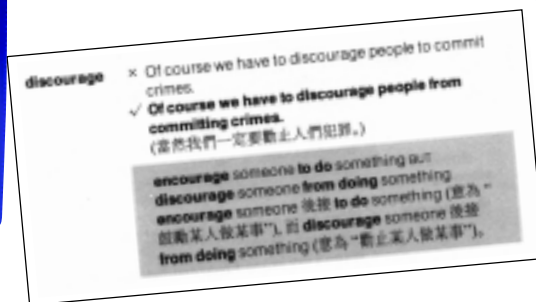 discourage × Of course we have to discourage people to commit
crimes.
✓ Of course we have to discourage people from
committing crimes.
(當然我們一定要勸止人們犯罪。)
encourage someone to do something BUT
discourage someone from doing something
encourage someone 後接 to do something (意為 "
鼓勵某人做某事"), 而 discourage someone 後接
from doing something (意為 "勸止某人做某事")。